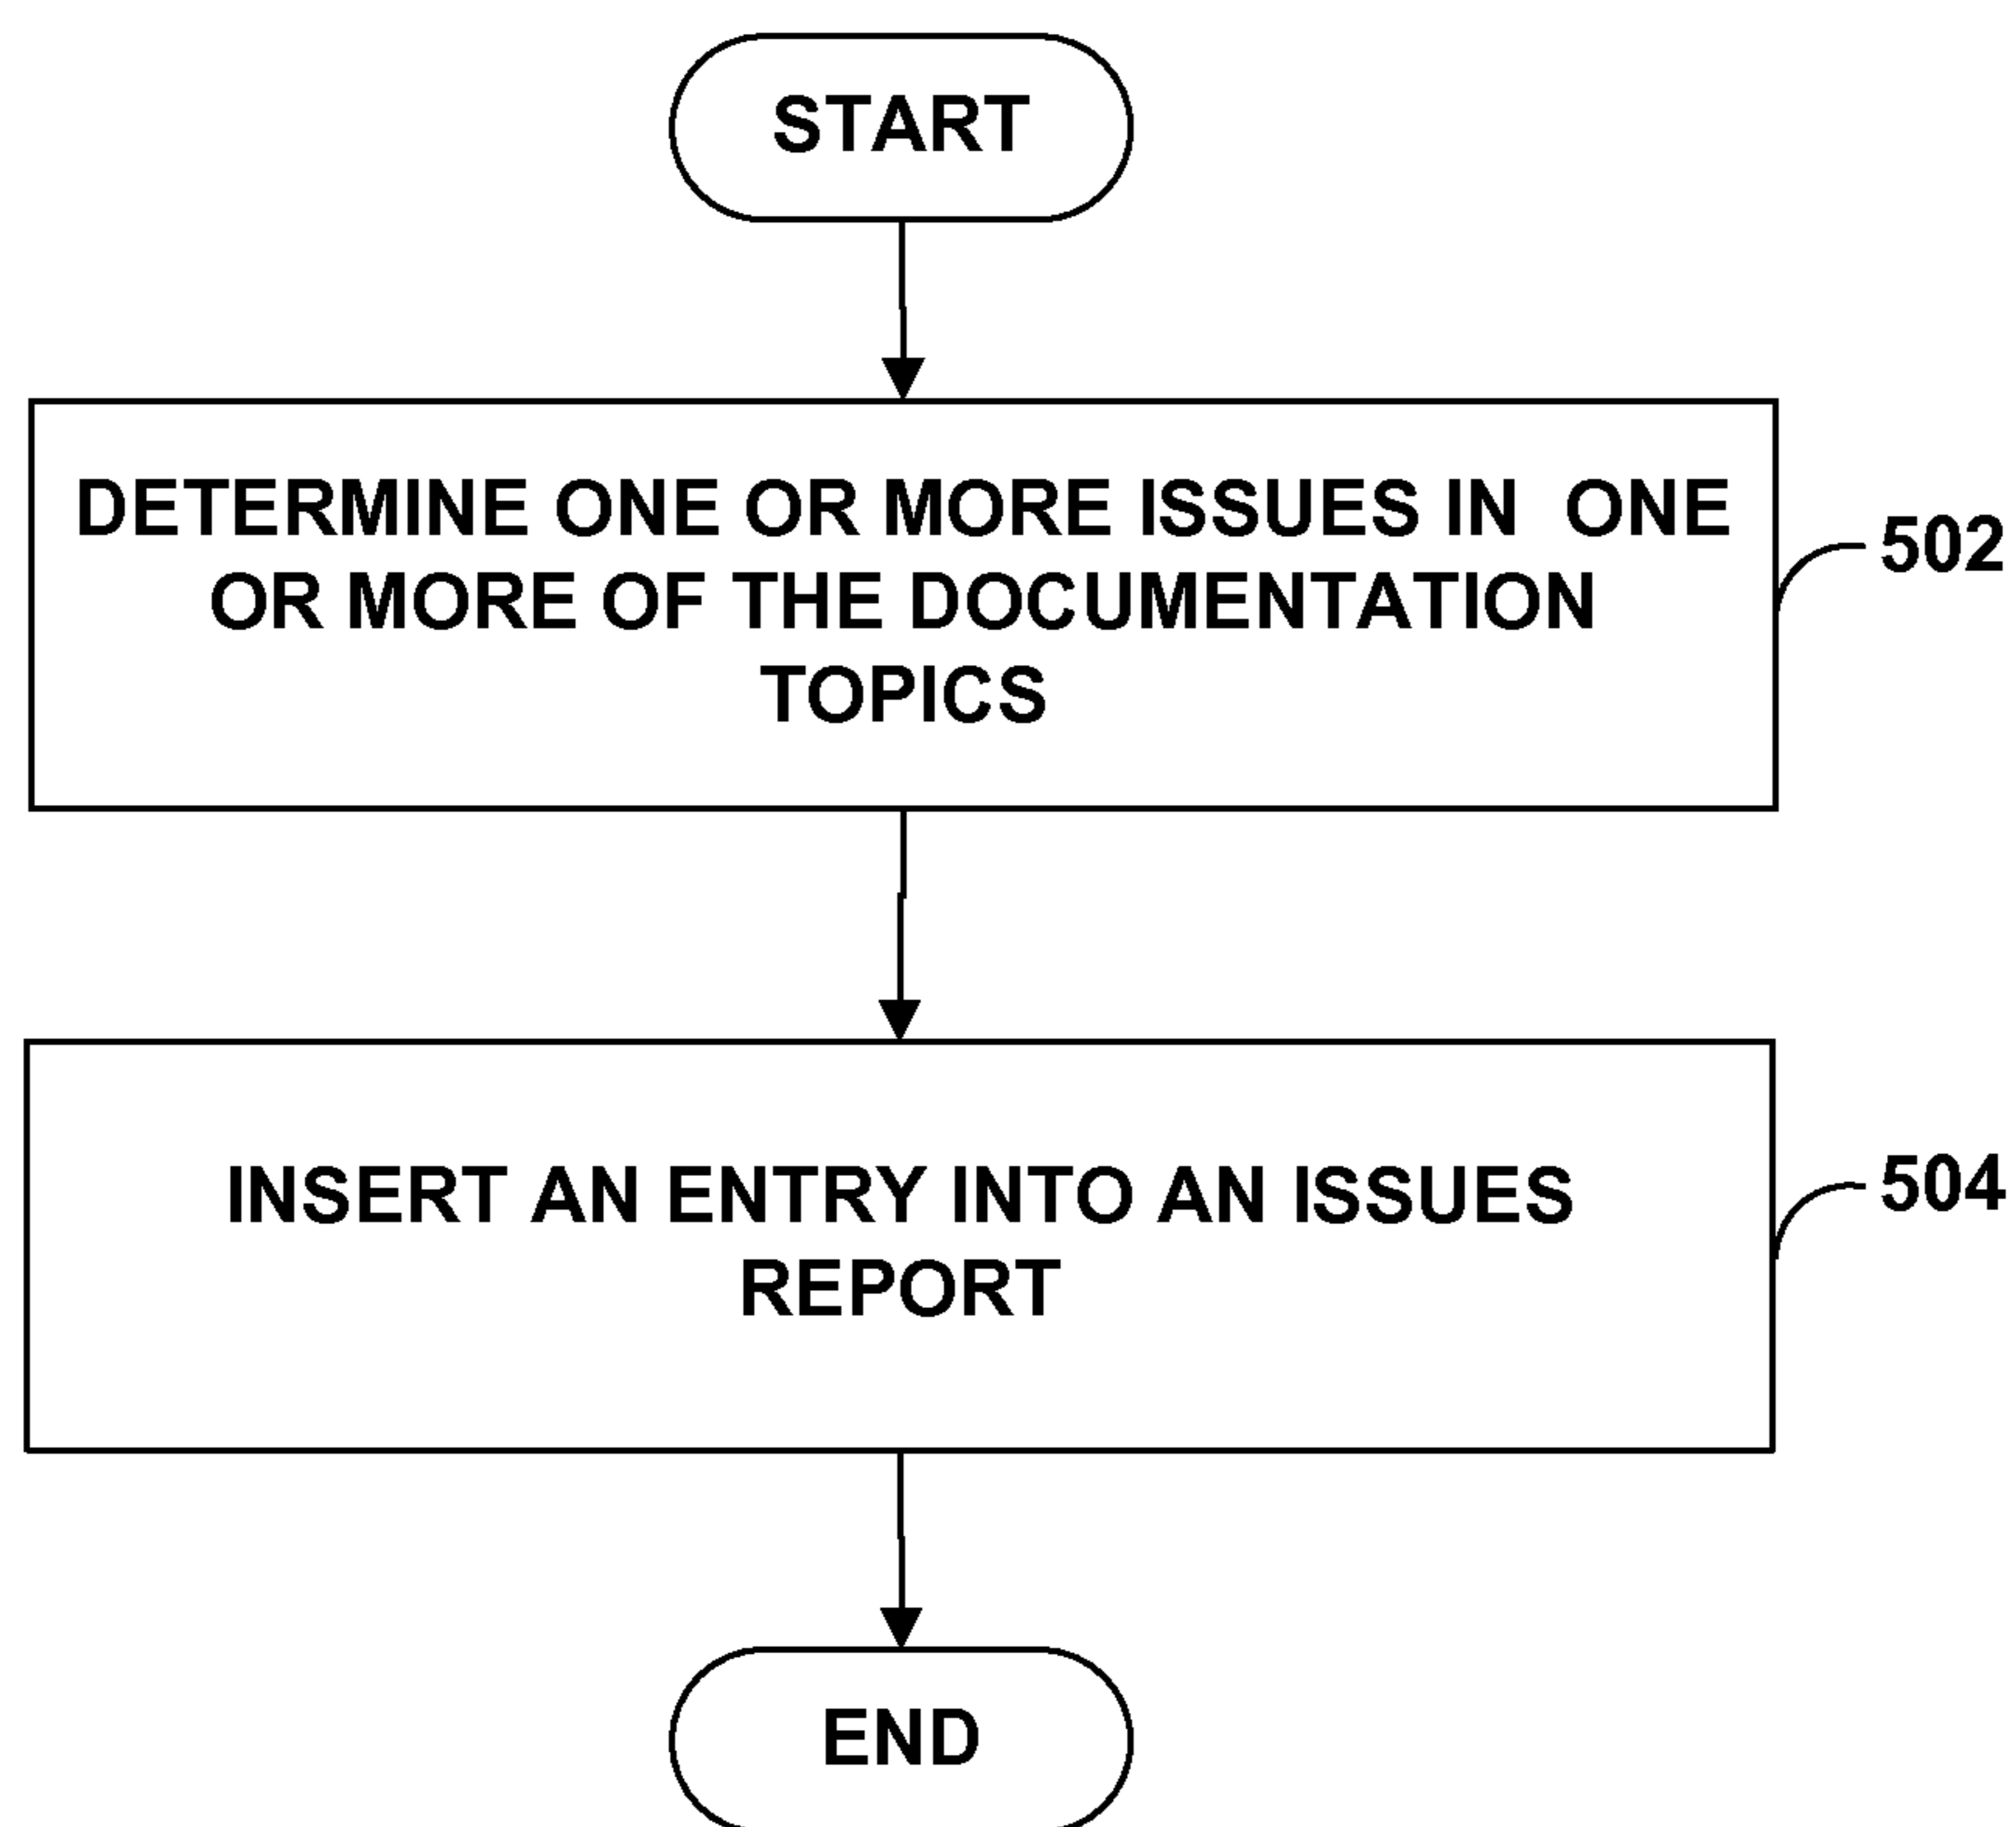 START
DETERMINE ONE OR MORE ISSUES IN ONE
OR MORE OF THE DOCUMENTATION
TOPICS
502
INSERT AN ENTRY INTO AN ISSUES
REPORT
504
END